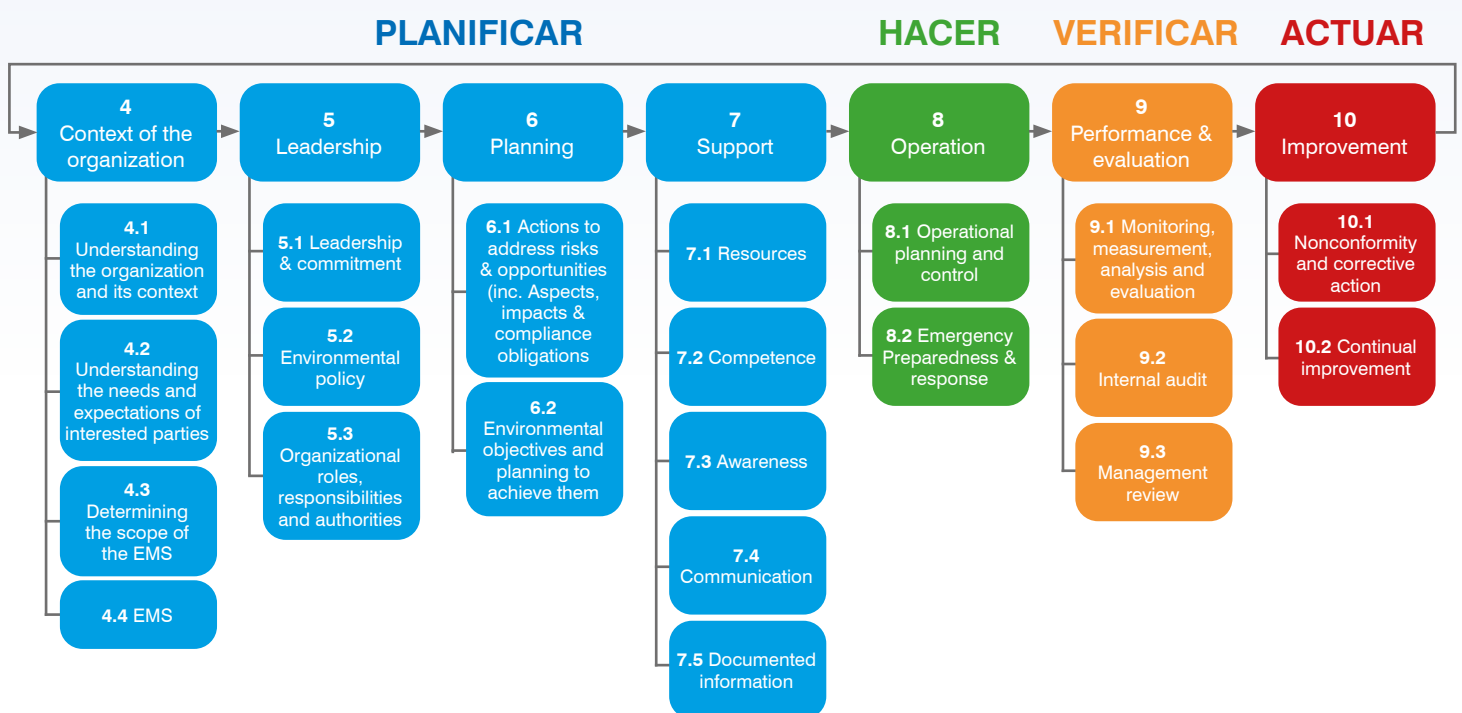 PLANIFICAR
HACER
VERIFICAR
ACTUAR
4
Context of the
organization
5
Leadership
6
Planning
7
Support
8
Operation
9
Performance &
evaluation
10
Improvement
4.1
Understanding
the organization
and its context
4.2
Understanding
the needs and
expectations of
interested parties
4.3
Determining
the scope of
the EMS
4.4 EMS
5.1 Leadership
& commitment
5.2
Environmental
policy
5.3
Organizational
roles,
responsibilities
and authorities
6.1 Actions to
address risks
& opportunities
(inc. Aspects,
impacts &
compliance
obligations
6.2
Environmental
objectives and
planning to
achieve them
7.1 Resources
7.2 Competence
7.3 Awareness
7.4
Communication
7.5 Documented
information
8.1 Operational
planning and
control
8.2 Emergency
Preparedness &
response
9.1 Monitoring,
measurement,
analysis and
evaluation
9.2
Internal audit
9.3
Management
review
10.1
Nonconformity
and corrective
action
10.2 Continual
improvement